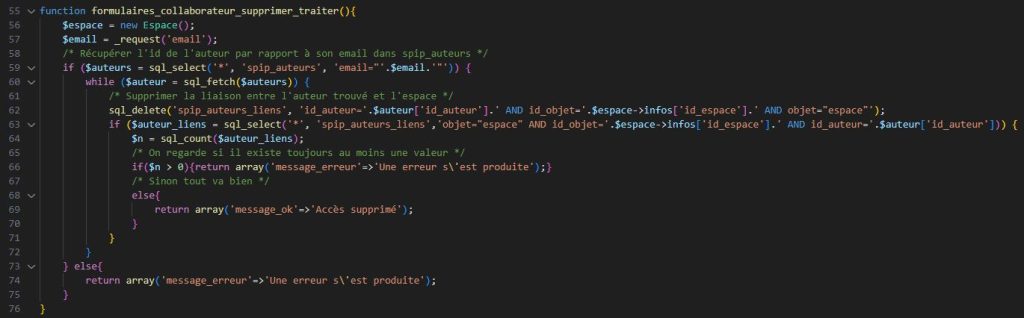 55 function formulaires_collaborateur_supprimer_traiter(){
56 $espace = new Espace();
57 $email = _request('email');
58 /* Récupérer l'id de l'auteur par rapport à son email dans spip_auteurs */
59 if ($auteurs = sql_select('*', 'spip_auteurs', 'email="'.$email.'"')) {
60 while ($auteur = sql_fetch($auteurs)) {
61 /* Supprimer la liaison entre l'auteur trouvé et l'espace */
62 sql_delete('spip_auteurs_liens', 'id_auteur='.$auteur['id_auteur'].' AND id_objet='.$espace->infos['id_espace'].' AND objet="espace"');
63 if ($auteur_liens = sql_select('*', 'spip_auteurs_liens','objet="espace" AND id_objet='.$espace->infos['id_espace'].' AND id_auteur='.$auteur['id_auteur'])) {
64 $n = sql_count($auteur_liens);
65 /* On regarde si il existe toujours au moins une valeur */
66 if($n > 0){return array('message_erreur'=>'Une erreur s\'est produite');}
67 /* Sinon tout va bien */
68 else{
69 return array('message_ok'=>'Accès supprimé');
70 }
71 }
72 }
73 } else{
74 return array('message_erreur'=>'Une erreur s\'est produite');
75 }
76 }